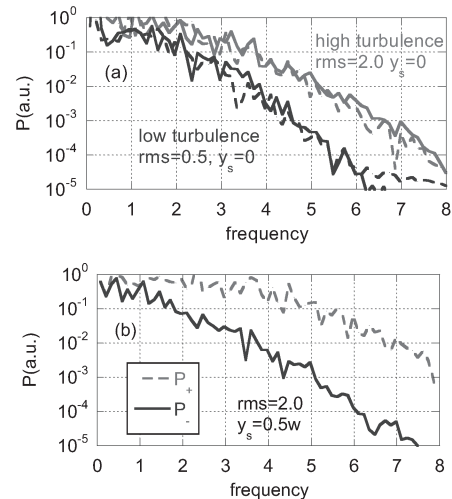 10^0
10^-1
10^-2
10^-3
10^-4
10^-5
P(a.u.)
(a)
high turbulence
rms=2.0 y_s=0
low turbulence
rms=0.5, y_s=0
0 1 2 3 4 5 6 7 8
frequency
10^0
10^-1
10^-2
10^-3
10^-4
10^-5
P(a.u.)
(b)
P_+
P_-
rms=2.0
y_s=0.5w
0 1 2 3 4 5 6 7 8
frequency